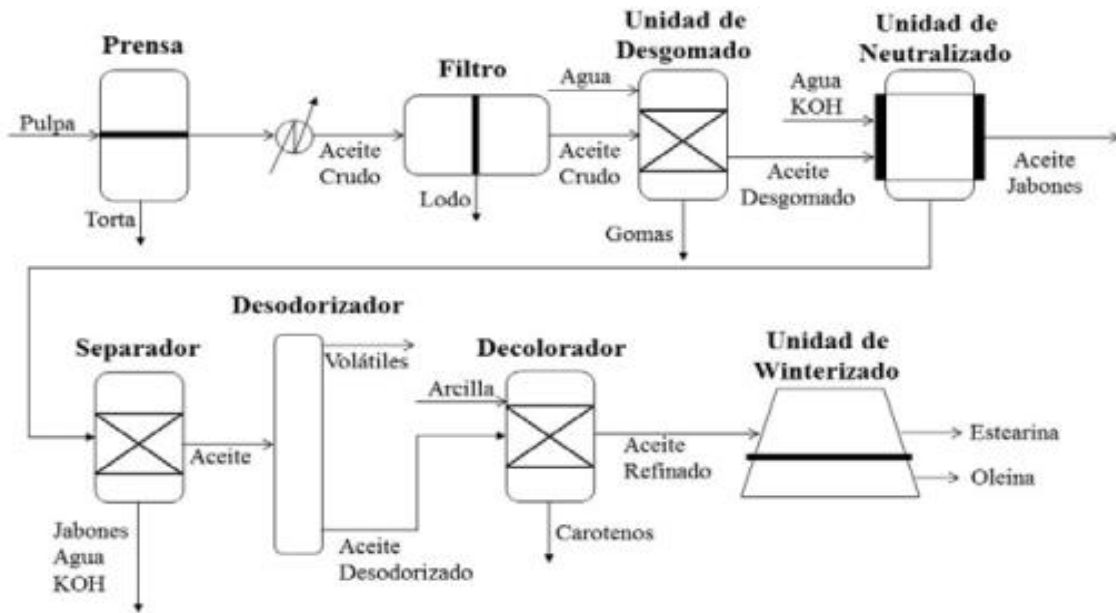 Prensa
Pulpa
Torta
Aceite
Crudo
Filtro
Lodo
Aceite
Crudo
Unidad de
Desgomado
Agua
Gomas
Aceite
Desgomado
Unidad de
Neutralizado
Agua
KOH
Aceite
Jabones
Separador
Aceite
Jabones
Agua
KOH
Desodorizador
Volátiles
Aceite
Desodorizado
Decolorador
Arcilla
Carotenos
Aceite
Refinado
Unidad de
Winterizado
Estearina
Oleina